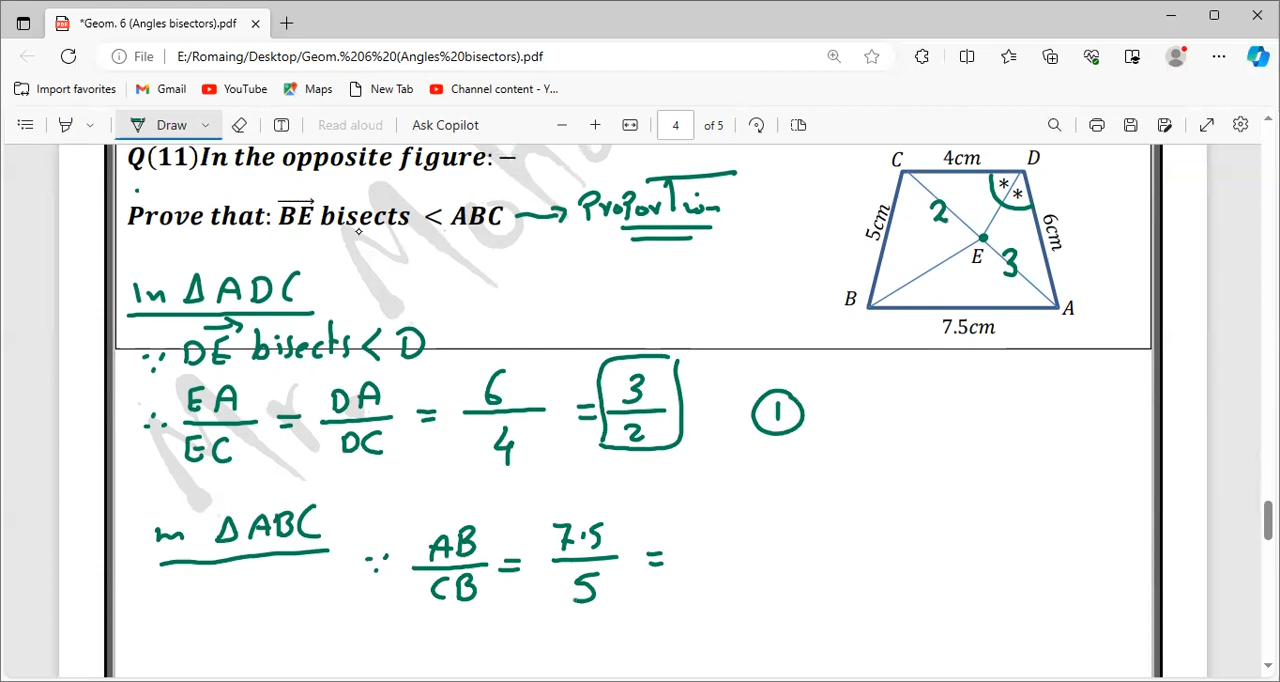 *Geom. 6 (Angles bisectors).pdf
File | E:/Romaing/Desktop/Geom.%206%20(Angles%20bisectors).pdf
Import favorites Gmail YouTube Maps New Tab Channel content - Y...
Draw Read aloud Ask Copilot 4 of 5
Q(11)In the opposite figure: −
Prove that: BE bisects < ABC → Proportion
C 4cm D
* *
5cm 2 6cm
E 3
B A
7.5cm
In Δ ADC
∵ DE bisects < D
∴ EA/EC = DA/DC = 6/4 = 3/2 ①
in Δ ABC ∵ AB/CB = 7.5/5 =